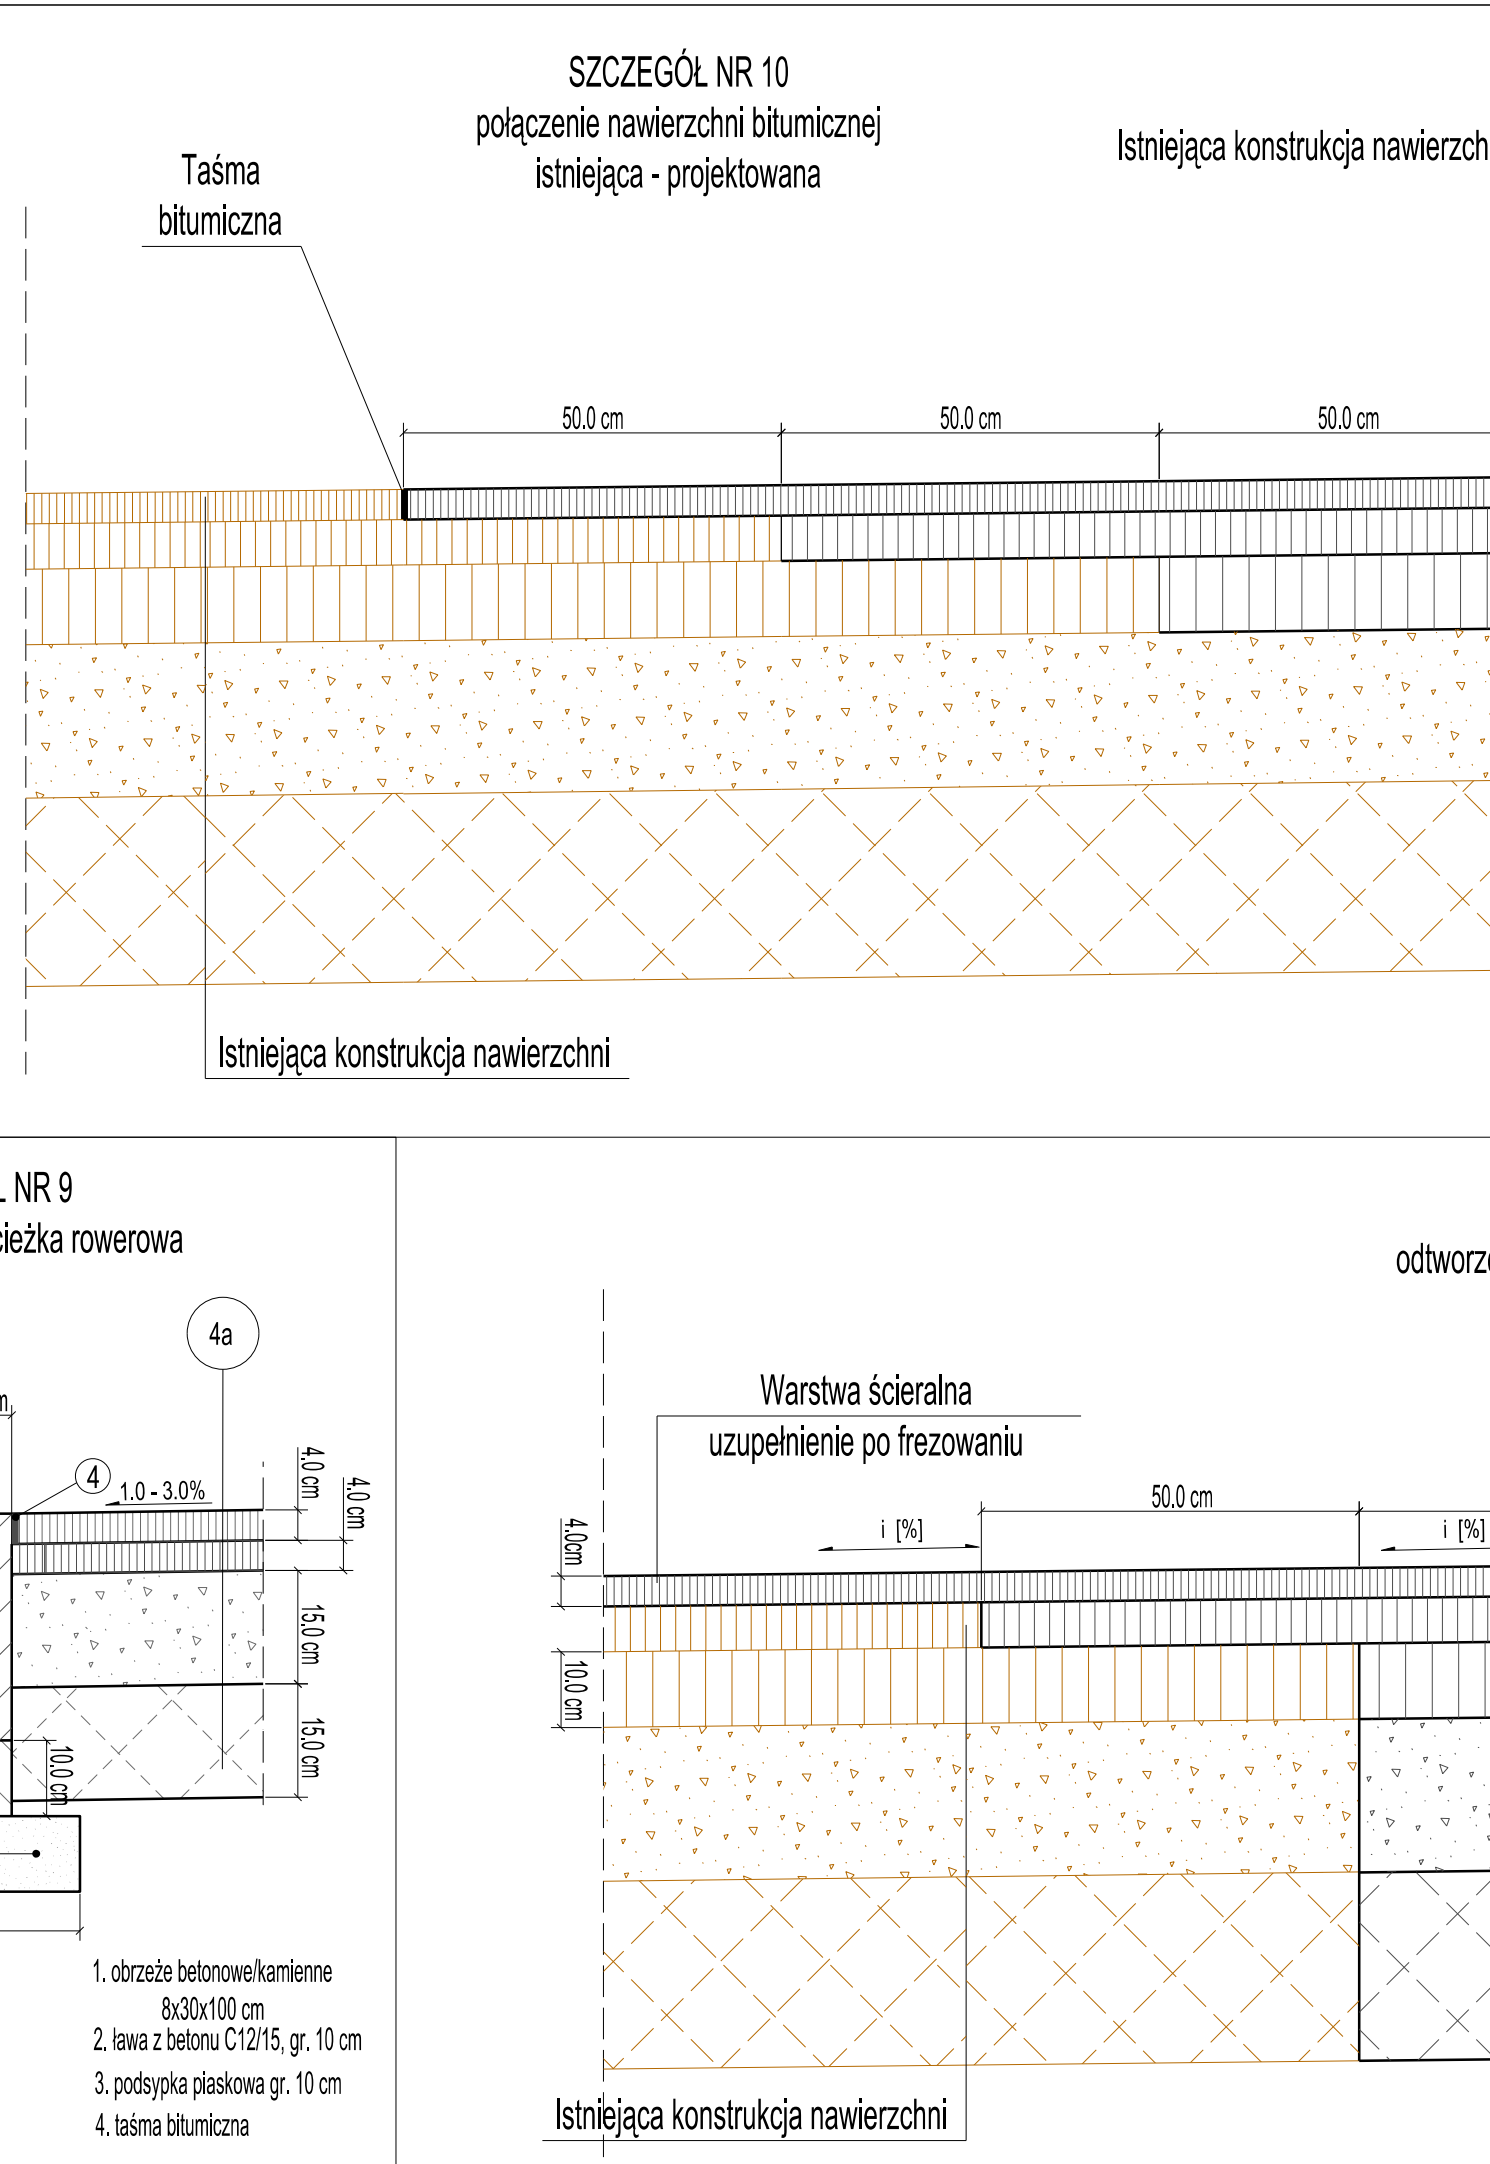 SZCZEGÓŁ NR 10
połączenie nawierzchni bitumicznej
istniejąca - projektowana
Istniejąca konstrukcja nawierzch
Taśma
bitumiczna
50.0 cm
50.0 cm
50.0 cm
Istniejąca konstrukcja nawierzchni
NR 9
cieżka rowerowa
4a
4
1.0 - 3.0%
4.0 cm
4.0 cm
15.0 cm
15.0 cm
10.0 cm
1. obrzeże betonowe/kamienne
8x30x100 cm
2. ława z betonu C12/15, gr. 10 cm
3. podsypka piaskowa gr. 10 cm
4. taśma bitumiczna
odtworze
Warstwa ścieralna
uzupełnienie po frezowaniu
50.0 cm
i [%]
i [%]
4.0cm
10.0 cm
Istniejąca konstrukcja nawierzchni